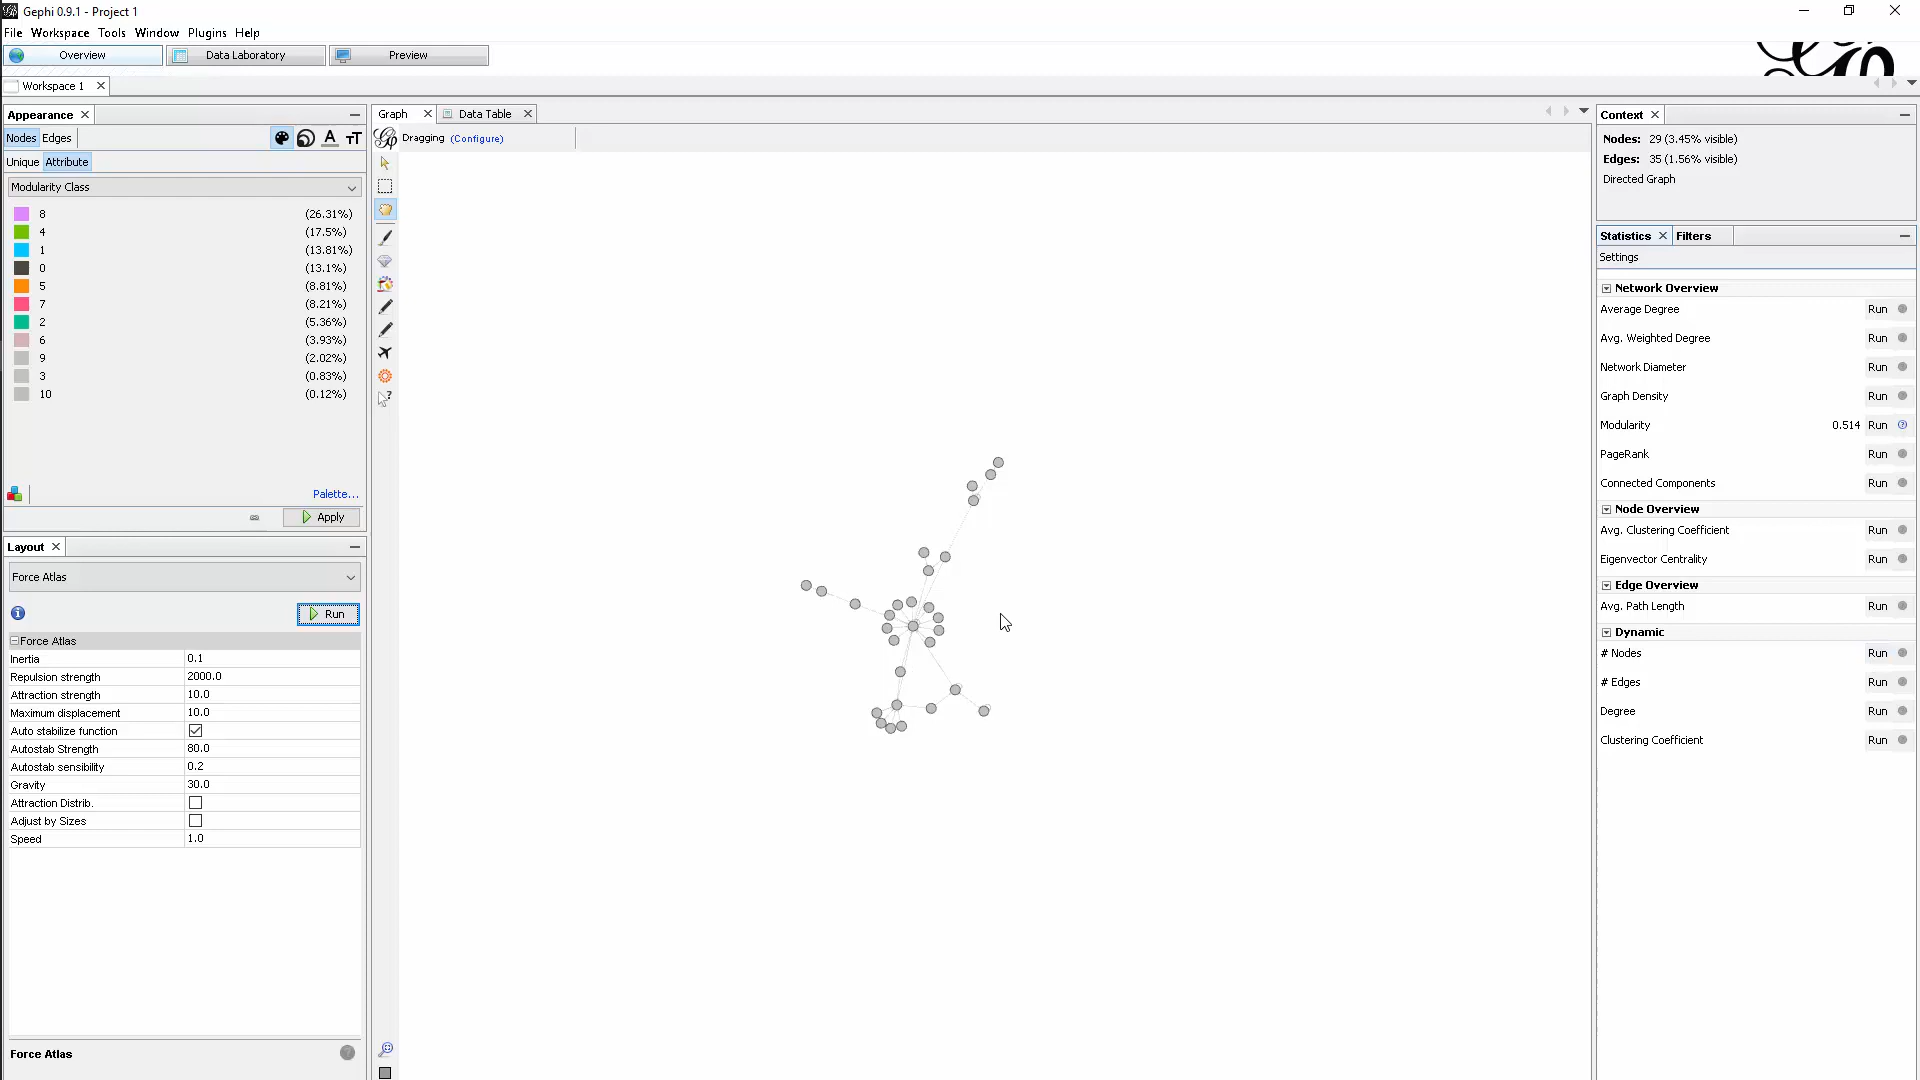 Gephi 0.9.1 - Project 1
File Workspace Tools Window Plugins Help
Overview Data Laboratory Preview
Workspace 1
Appearance
Nodes Edges
Unique Attribute
Modularity Class
8 (26.31%)
4 (17.5%)
1 (13.81%)
0 (13.1%)
5 (8.81%)
7 (8.21%)
2 (5.36%)
6 (3.93%)
9 (2.02%)
3 (0.83%)
10 (0.12%)
Palette...
Apply
Layout
Force Atlas
Run
Force Atlas
Inertia 0.1
Repulsion strength 2000.0
Attraction strength 10.0
Maximum displacement 10.0
Auto stabilize function
Autostab Strength 80.0
Autostab sensibility 0.2
Gravity 30.0
Attraction Distrib.
Adjust by Sizes
Speed 1.0
Force Atlas
Graph Data Table
Dragging (Configure)
Context
Nodes: 29 (3.45% visible)
Edges: 35 (1.56% visible)
Directed Graph
Statistics Filters
Settings
Network Overview
Average Degree Run
Avg. Weighted Degree Run
Network Diameter Run
Graph Density Run
Modularity 0.514 Run
PageRank Run
Connected Components Run
Node Overview
Avg. Clustering Coefficient Run
Eigenvector Centrality Run
Edge Overview
Avg. Path Length Run
Dynamic
# Nodes Run
# Edges Run
Degree Run
Clustering Coefficient Run